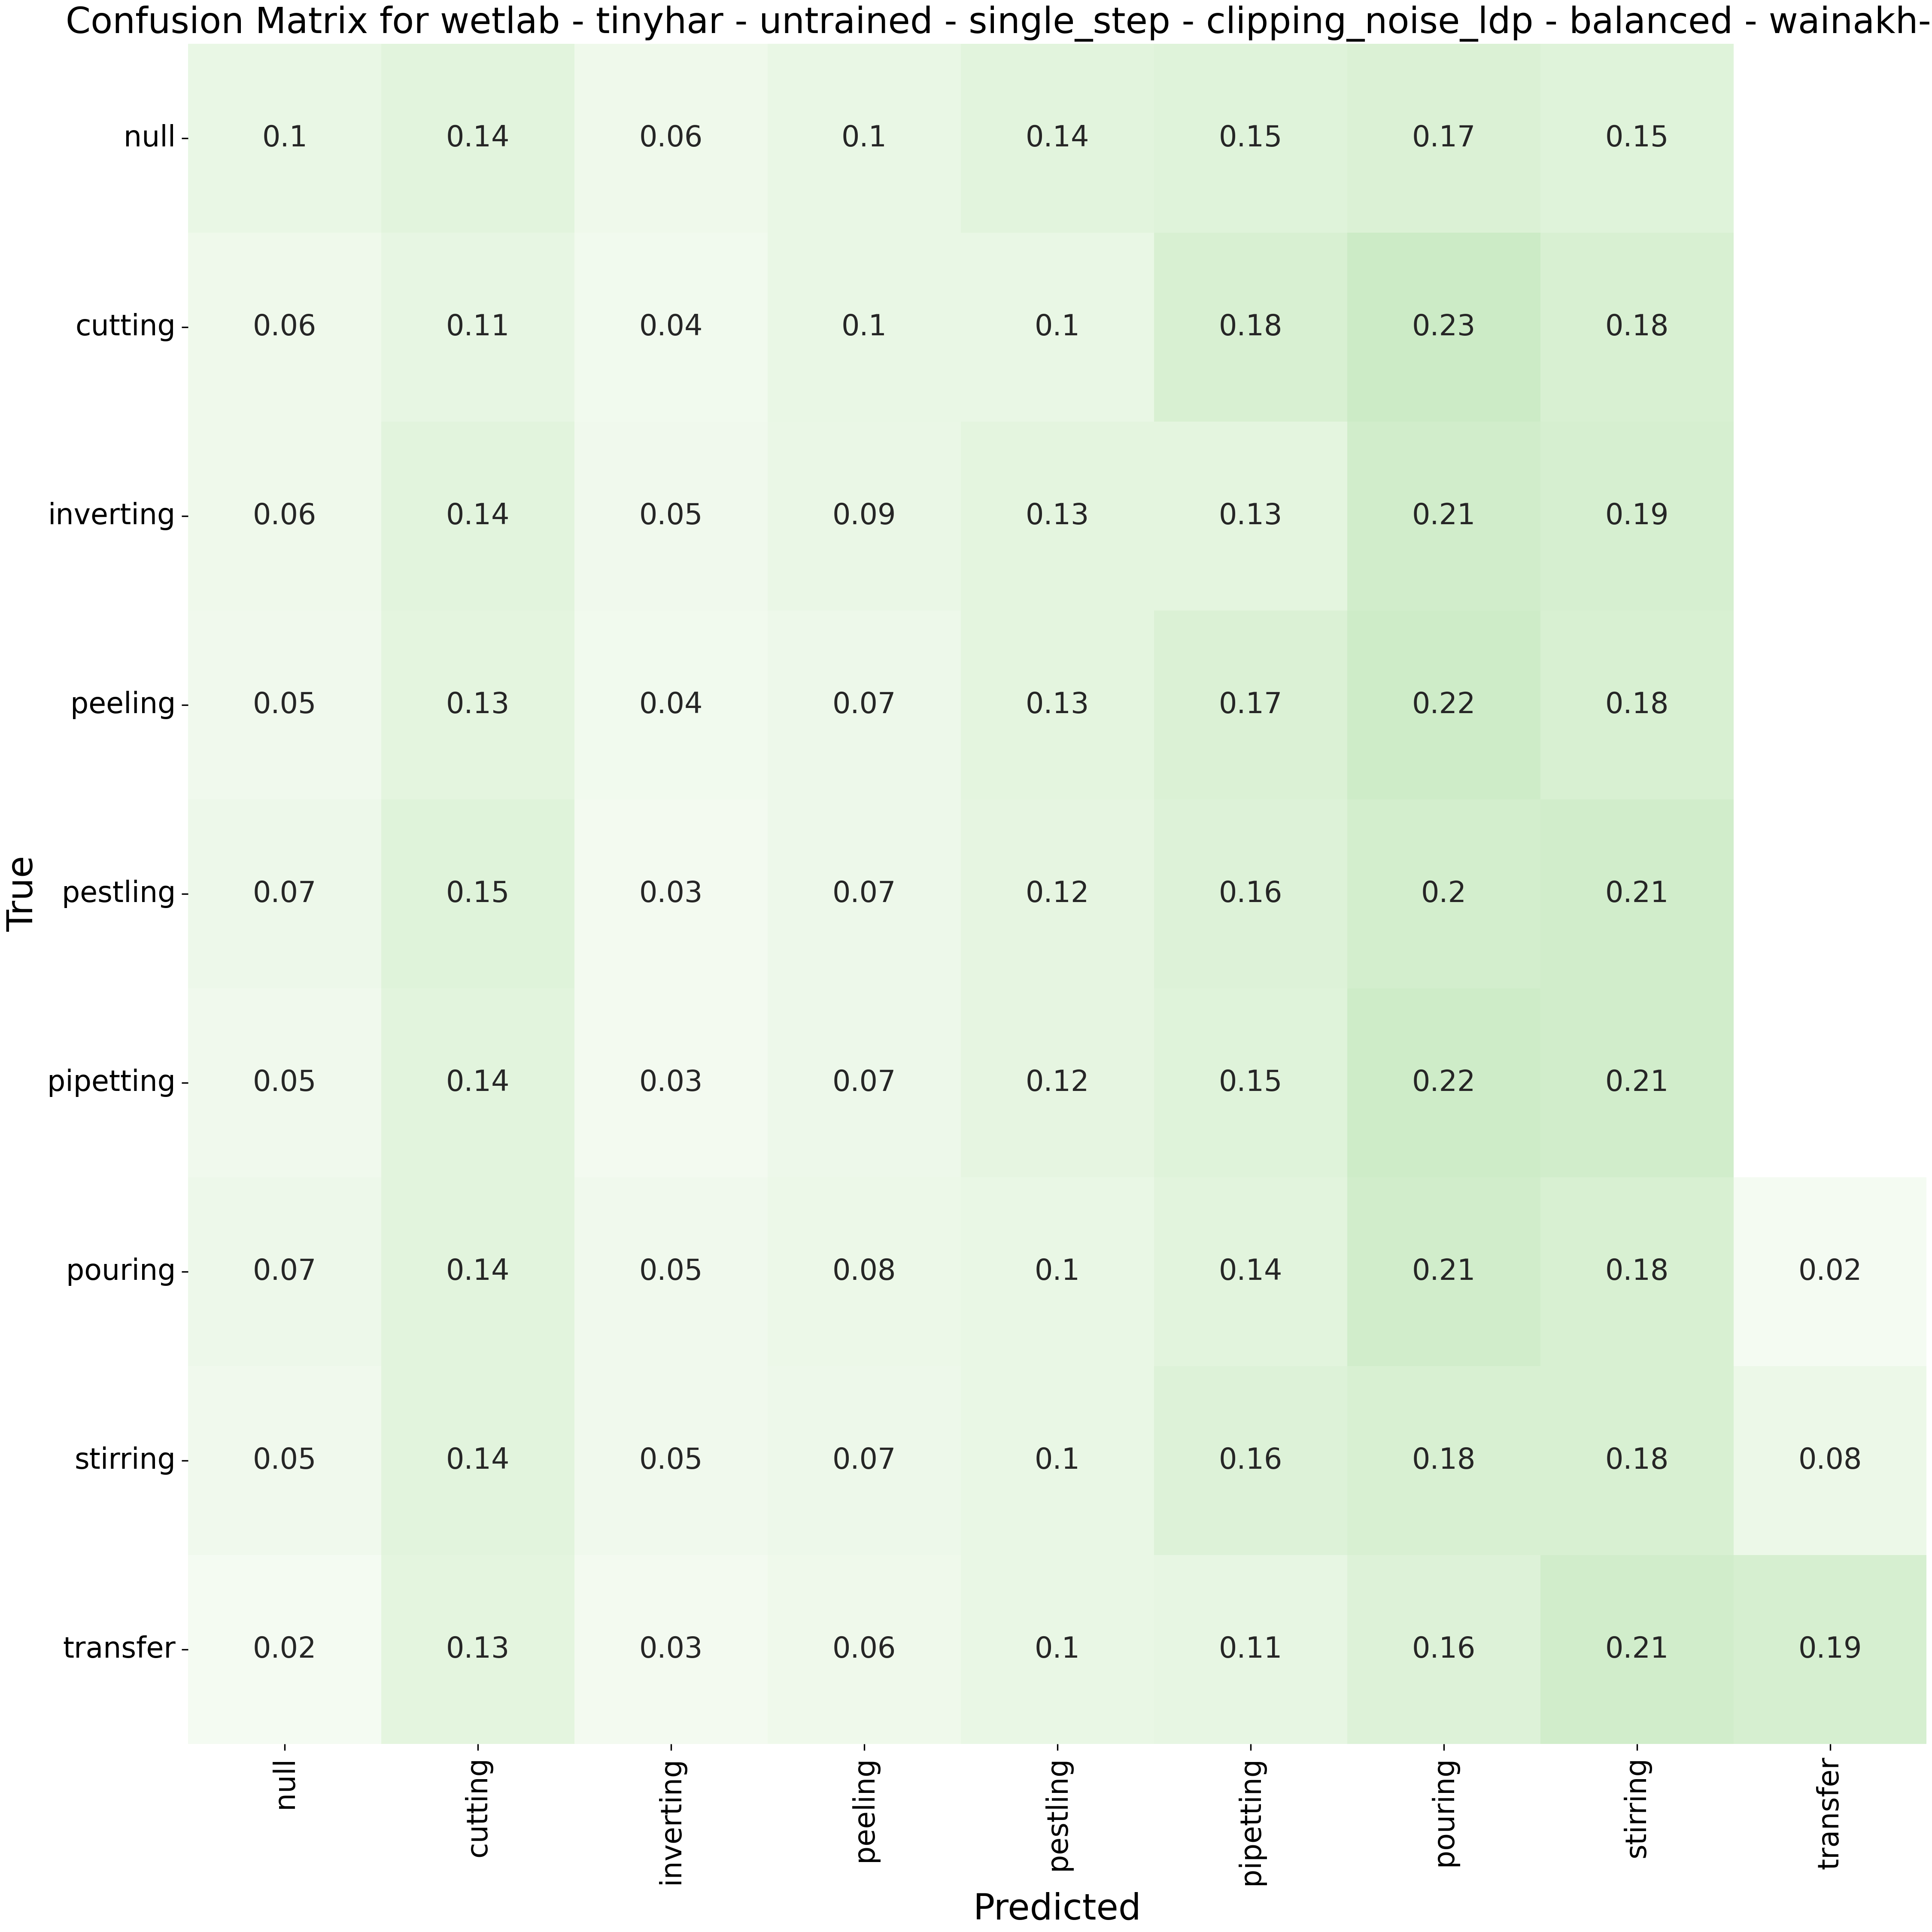 Confusion Matrix for wetlab - tinyhar - untrained - single_step - clipping_noise_ldp - balanced - wainakh-
null 0.1 0.14 0.06 0.1 0.14 0.15 0.17 0.15
cutting 0.06 0.11 0.04 0.1 0.1 0.18 0.23 0.18
inverting 0.06 0.14 0.05 0.09 0.13 0.13 0.21 0.19
peeling 0.05 0.13 0.04 0.07 0.13 0.17 0.22 0.18
pestling 0.07 0.15 0.03 0.07 0.12 0.16 0.2 0.21
pipetting 0.05 0.14 0.03 0.07 0.12 0.15 0.22 0.21
pouring 0.07 0.14 0.05 0.08 0.1 0.14 0.21 0.18 0.02
stirring 0.05 0.14 0.05 0.07 0.1 0.16 0.18 0.18 0.08
transfer 0.02 0.13 0.03 0.06 0.1 0.11 0.16 0.21 0.19
True
null cutting inverting peeling pestling pipetting pouring stirring transfer
Predicted